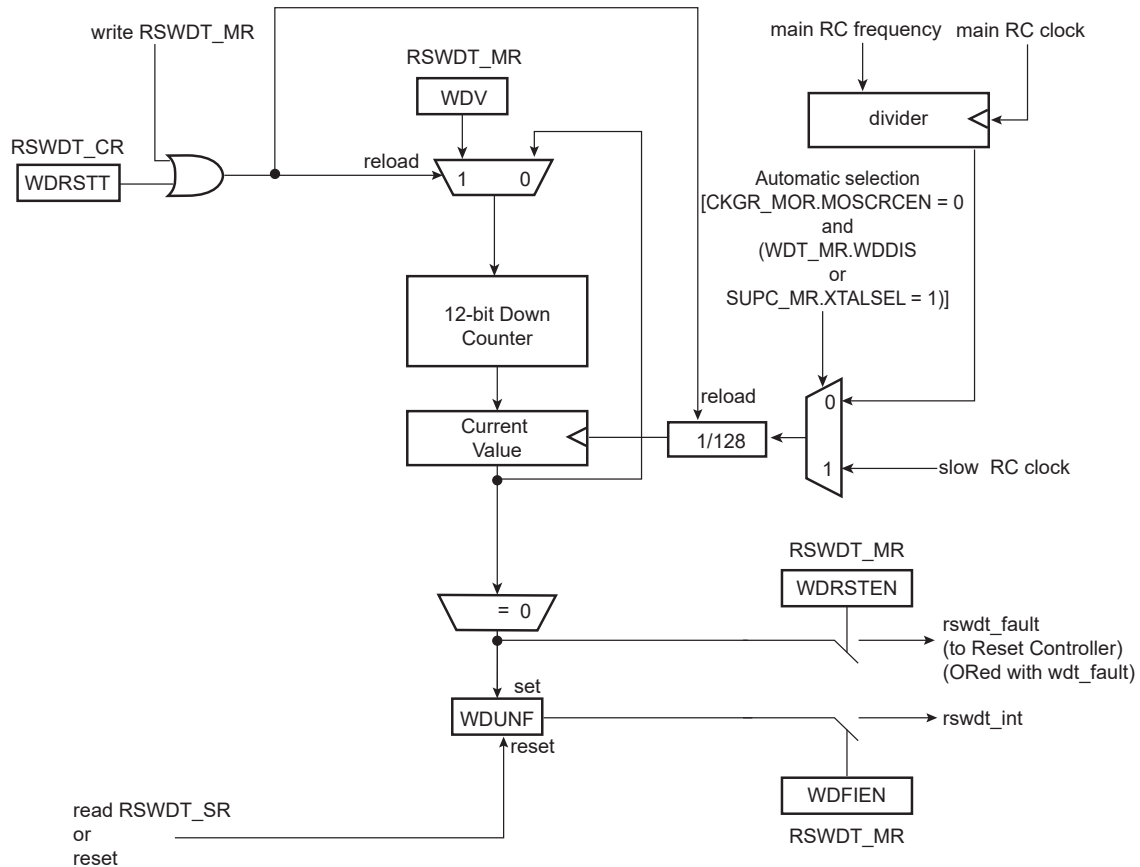 write RSWDT_MR
main RC frequency
main RC clock
RSWDT_MR
WDV
divider
RSWDT_CR
WDRSTT
reload
1 0
Automatic selection
[CKGR_MOR.MOSCRCEN = 0
and
(WDT_MR.WDDIS
or
SUPC_MR.XTALSEL = 1)]
12-bit Down
Counter
reload
0
Current
Value
1/128
1
slow RC clock
RSWDT_MR
WDRSTEN
= 0
rswdt_fault
(to Reset Controller)
(ORed with wdt_fault)
set
WDUNF
rswdt_int
reset
WDFIEN
RSWDT_MR
read RSWDT_SR
or
reset